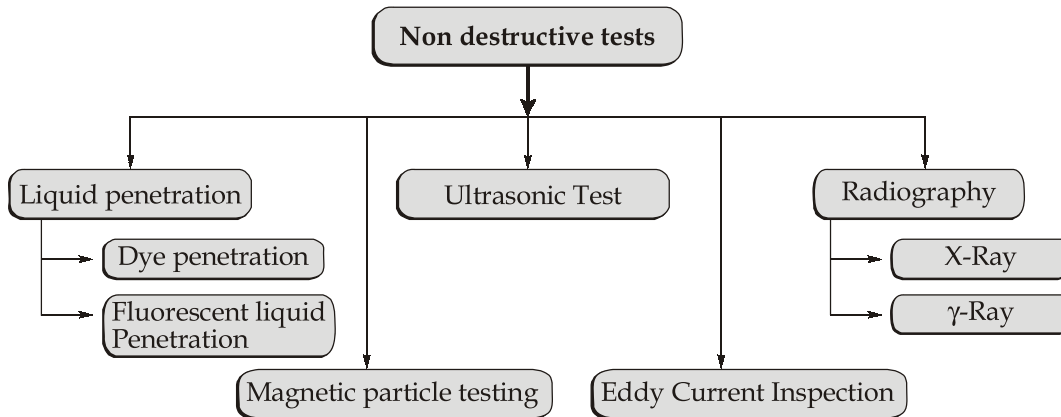 Non destructive tests
Liquid penetration
Ultrasonic Test
Radiography
Dye penetration
X-Ray
Fluorescent liquid
Penetration
γ-Ray
Magnetic particle testing
Eddy Current Inspection